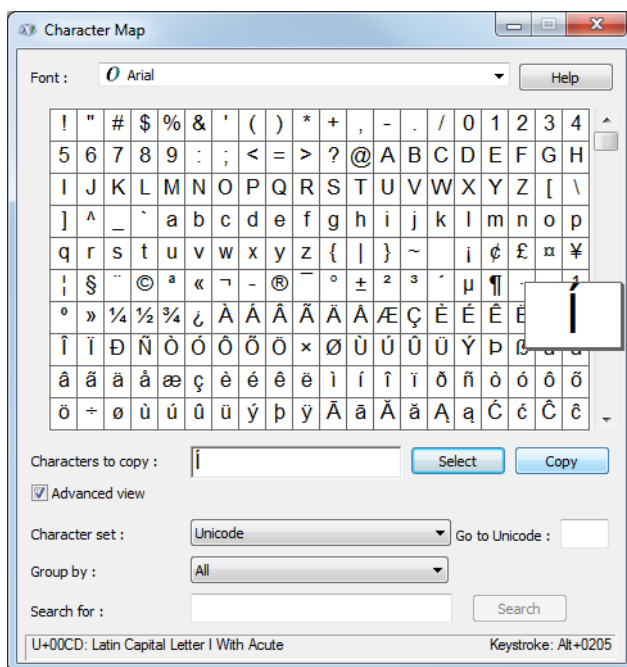 Character Map
Font : O Arial Help
! " # $ % & ' ( ) * + , - . / 0 1 2 3 4
5 6 7 8 9 : ; < = > ? @ A B C D E F G H
I J K L M N O P Q R S T U V W X Y Z [ \
] ^ _ ` a b c d e f g h i j k l m n o p
q r s t u v w x y z { | } ~ ¡ ¢ £ ¤ ¥
¦ § ¨ © ª « ¬ - ® ¯ ° ± ² ³ ´ µ ¶
º » ¼ ½ ¾ ¿ À Á Â Ã Ä Å Æ Ç È É Ê Í
Î Ï Ð Ñ Ò Ó Ô Õ Ö × Ø Ù Ú Û Ü Ý Þ
â ã ä å æ ç è é ê ë ì í î ï ð ñ ò ó ô õ
ö ÷ ø ù ú û ü ý þ ÿ Ā ā Ă ă Ą ą Ć ć Ĉ ĉ
Characters to copy : Í Select Copy
Advanced view
Character set : Unicode Go to Unicode :
Group by : All
Search for : Search
U+00CD: Latin Capital Letter I With Acute Keystroke: Alt+0205